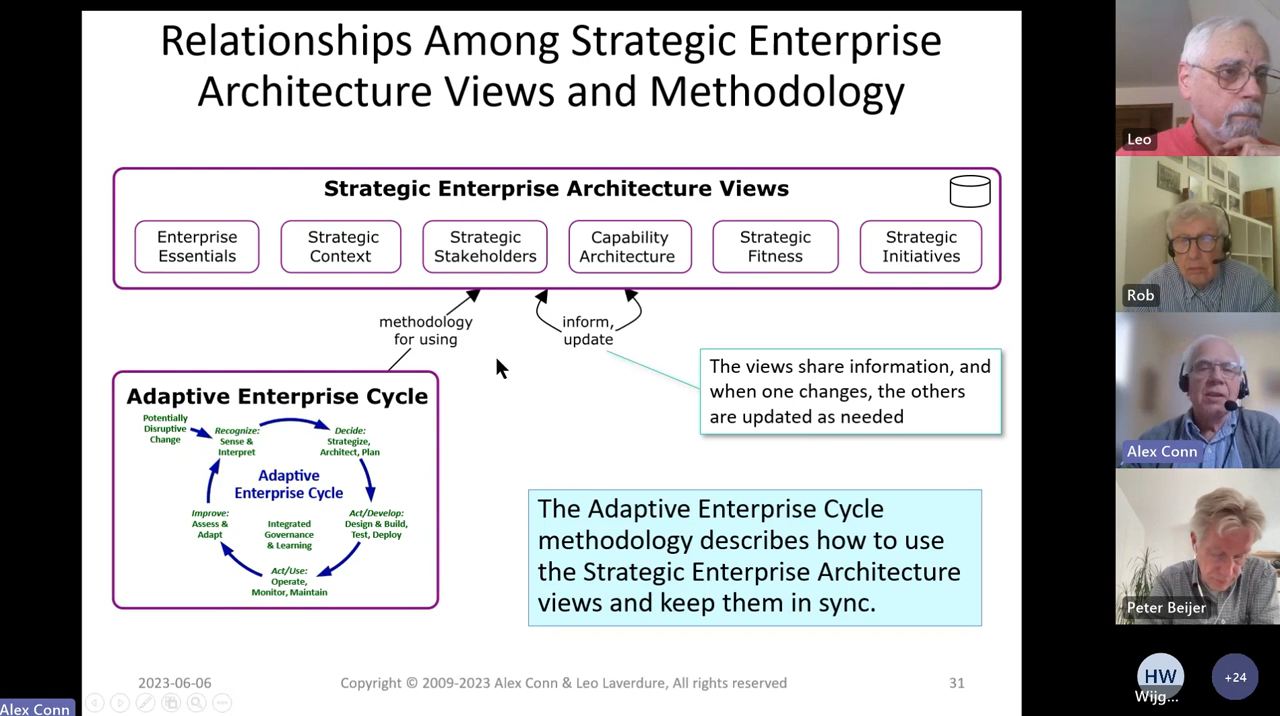 Relationships Among Strategic Enterprise
Architecture Views and Methodology
Strategic Enterprise Architecture Views
Enterprise
Essentials
Strategic
Context
Strategic
Stakeholders
Capability
Architecture
Strategic
Fitness
Strategic
Initiatives
methodology
for using
inform,
update
The views share information, and
when one changes, the others
are updated as needed
Adaptive Enterprise Cycle
Potentially
Disruptive
Change
Recognize:
Sense &
Interpret
Decide:
Strategize,
Architect, Plan
Adaptive
Enterprise Cycle
Improve:
Assess &
Adapt
Integrated
Governance
& Learning
Act/Develop:
Design & Build,
Test, Deploy
Act/Use:
Operate,
Monitor, Maintain
The Adaptive Enterprise Cycle
methodology describes how to use
the Strategic Enterprise Architecture
views and keep them in sync.
2023-06-06
Copyright © 2009-2023 Alex Conn & Leo Laverdure, All rights reserved
31
Alex Conn
Leo
Rob
Alex Conn
Peter Beijer
HW
Wijg...
+24